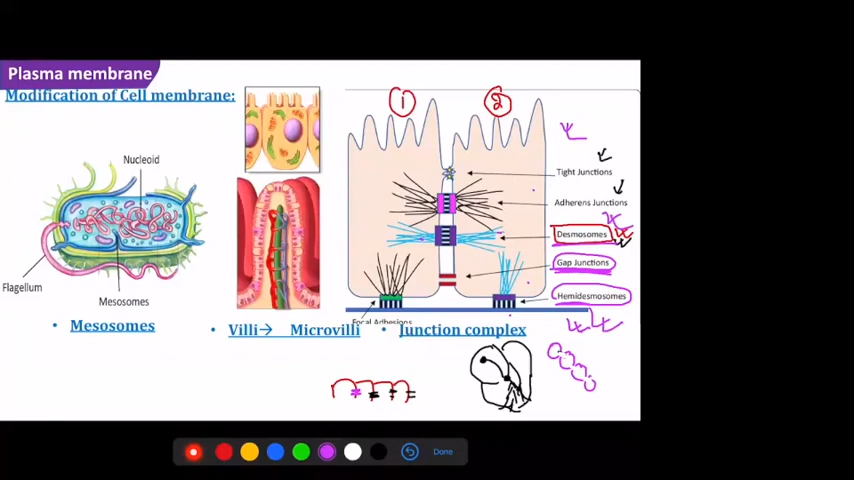 Plasma membrane
Modification of Cell membrane:
1
2
Nucleoid
Tight Junctions
Adherens Junctions
Desmosomes
Gap Junctions
Hemidesmosomes
Flagellum
Mesosomes
Focal Adhesions
• Mesosomes
• Villi→ Microvilli
• Junction complex
Done